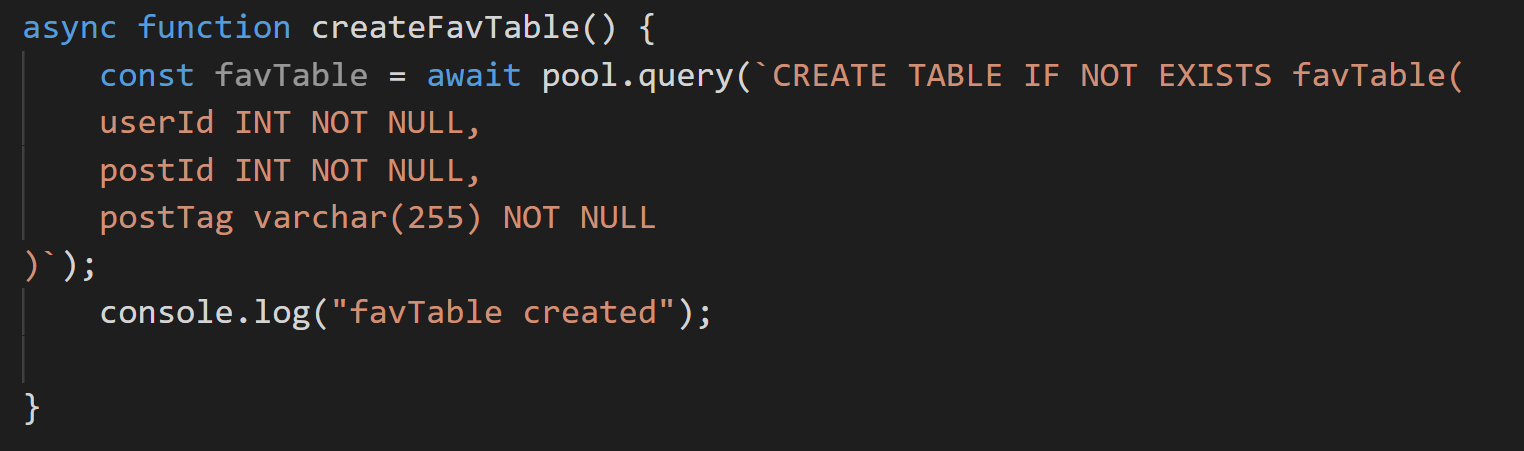 async function createFavTable() {
    const favTable = await pool.query(`CREATE TABLE IF NOT EXISTS favTable(
    userId INT NOT NULL,
    postId INT NOT NULL,
    postTag varchar(255) NOT NULL
)`);
    console.log("favTable created");
}